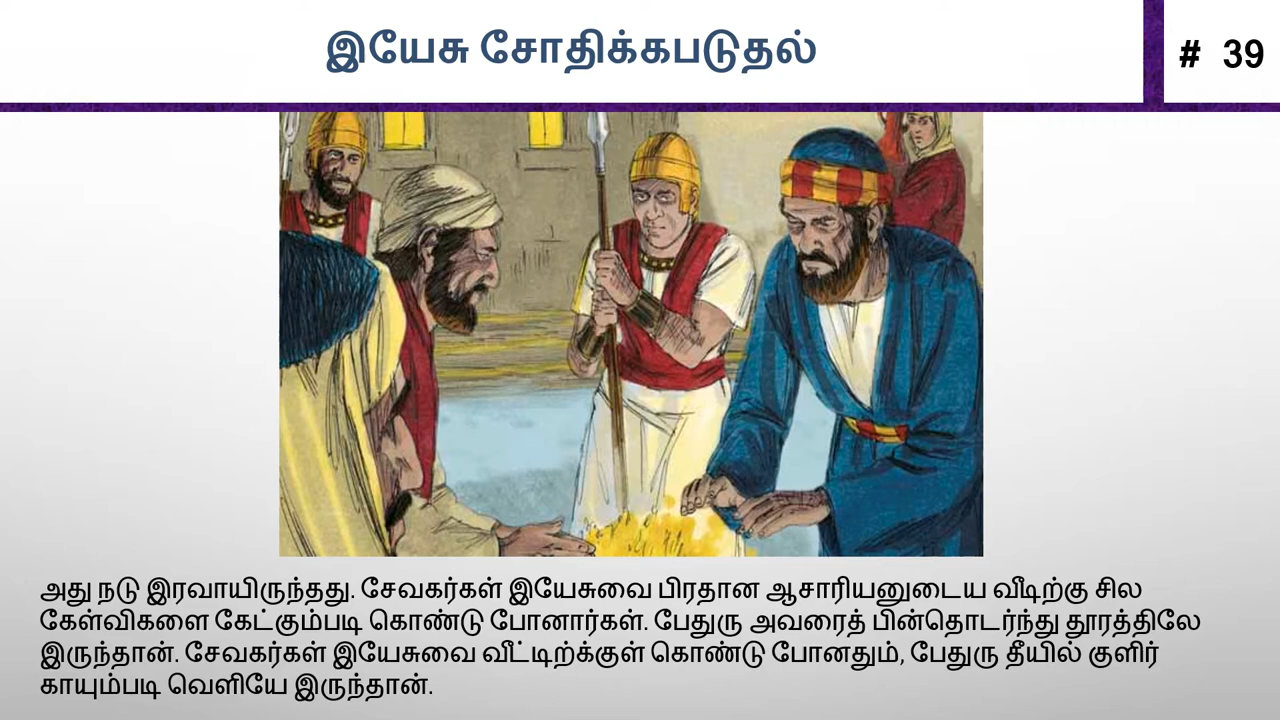 இயேசு சோதிக்கபடுதல்
# 39
அது நடு இரவாயிருந்தது. சேவகர்கள் இயேசுவை பிரதான ஆசாரியனுடைய வீடிற்கு சில
கேள்விகளை கேட்கும்படி கொண்டு போனார்கள். பேதுரு அவரைத் பின்தொடர்ந்து தூரத்திலே
இருந்தான். சேவகர்கள் இயேசுவை வீட்டிற்க்குள் கொண்டு போனதும், பேதுரு தீயில் குளிர்
காயும்படி வெளியே இருந்தான்.